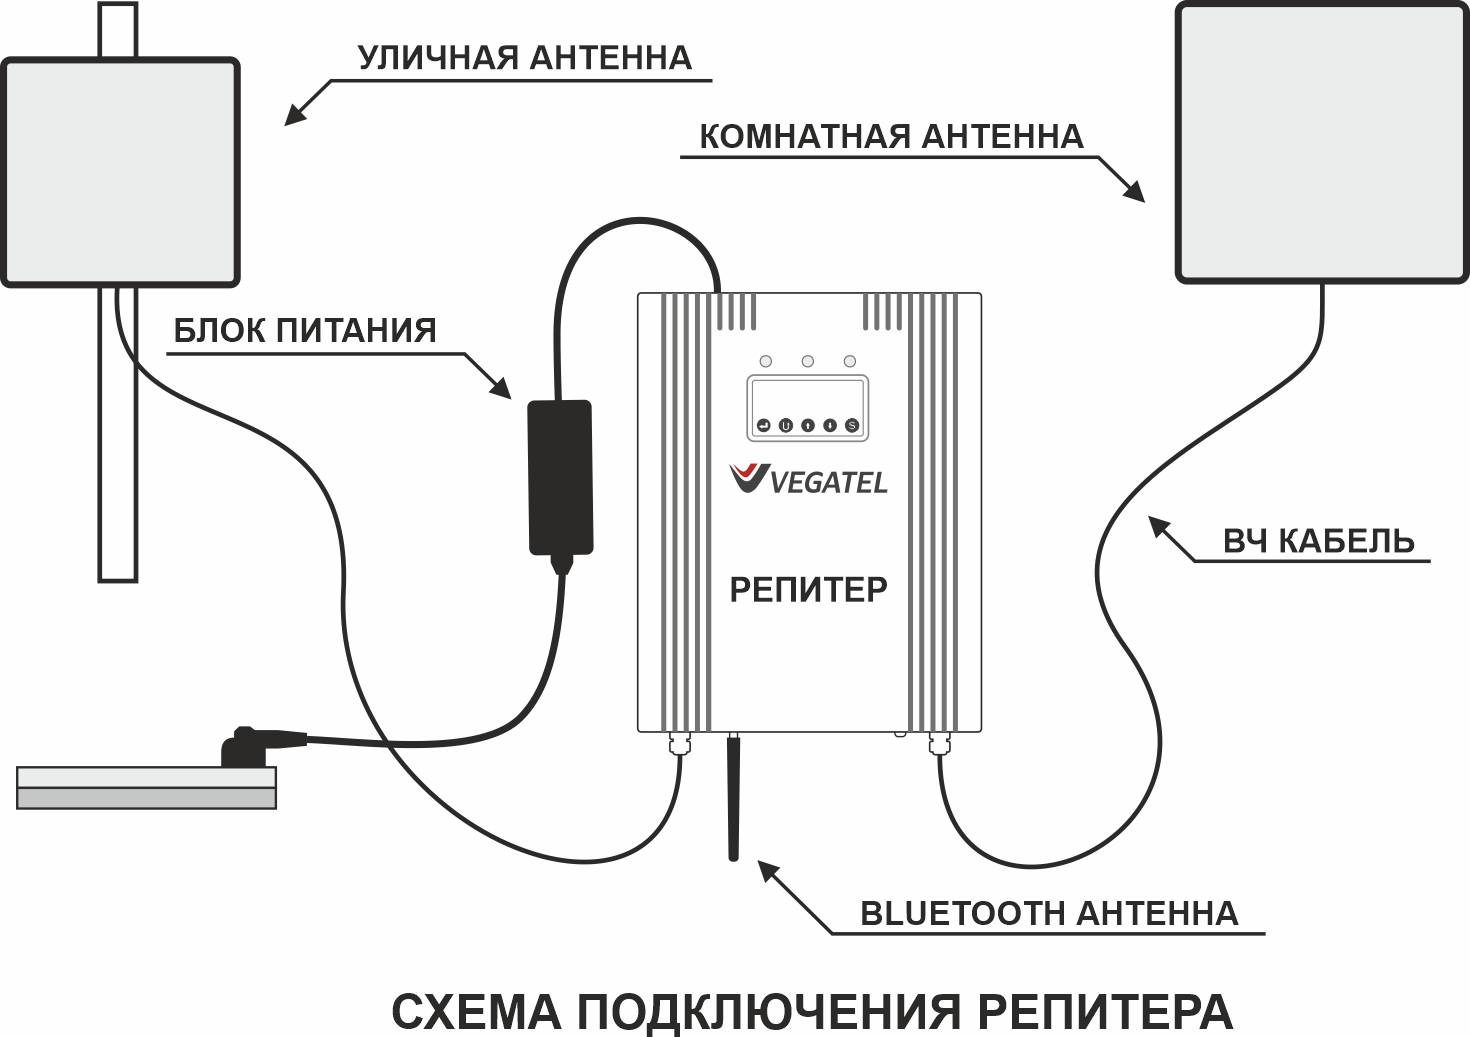 УЛИЧНАЯ АНТЕННА
КОМНАТНАЯ АНТЕННА
БЛОК ПИТАНИЯ
U S
VEGATEL
ВЧ КАБЕЛЬ
РЕПИТЕР
BLUETOOTH АНТЕННА
СХЕМА ПОДКЛЮЧЕНИЯ РЕПИТЕРА